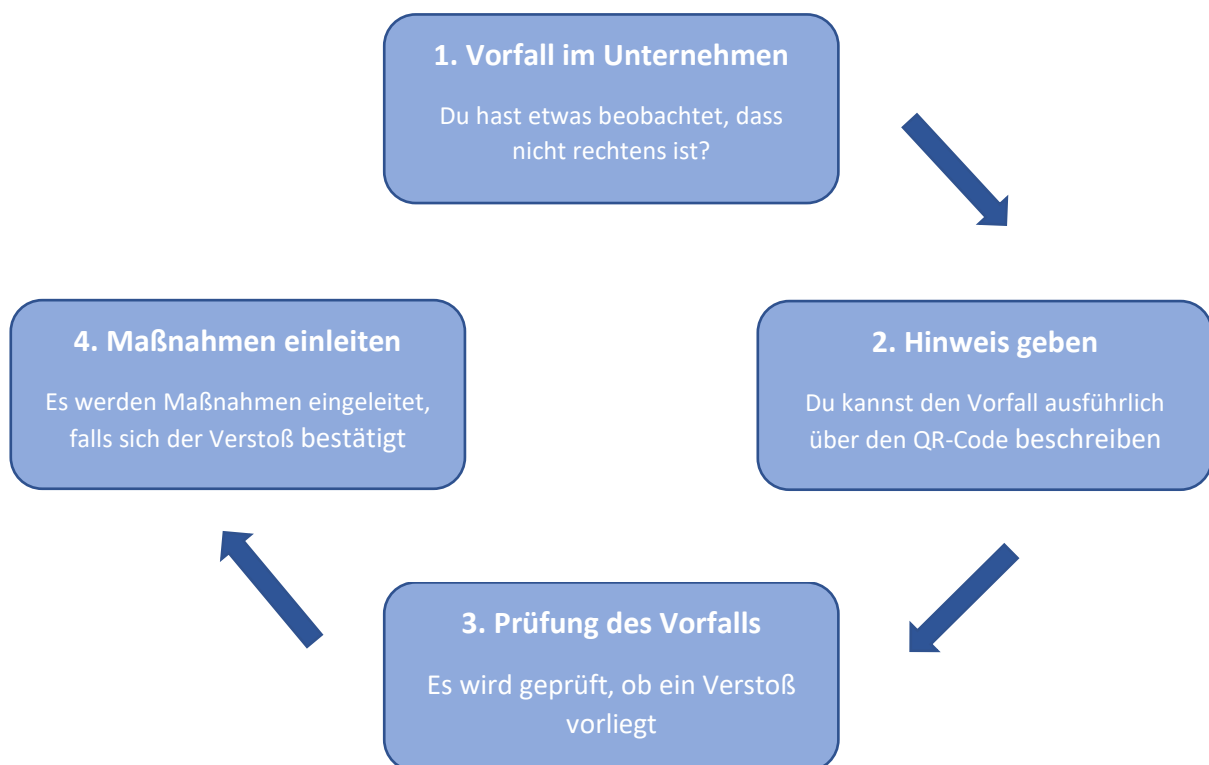 1. Vorfall im Unternehmen
Du hast etwas beobachtet, dass
nicht rechtens ist?
2. Hinweis geben
Du kannst den Vorfall ausführlich
über den QR-Code beschreiben
3. Prüfung des Vorfalls
Es wird geprüft, ob ein Verstoß
vorliegt
4. Maßnahmen einleiten
Es werden Maßnahmen eingeleitet,
falls sich der Verstoß bestätigt